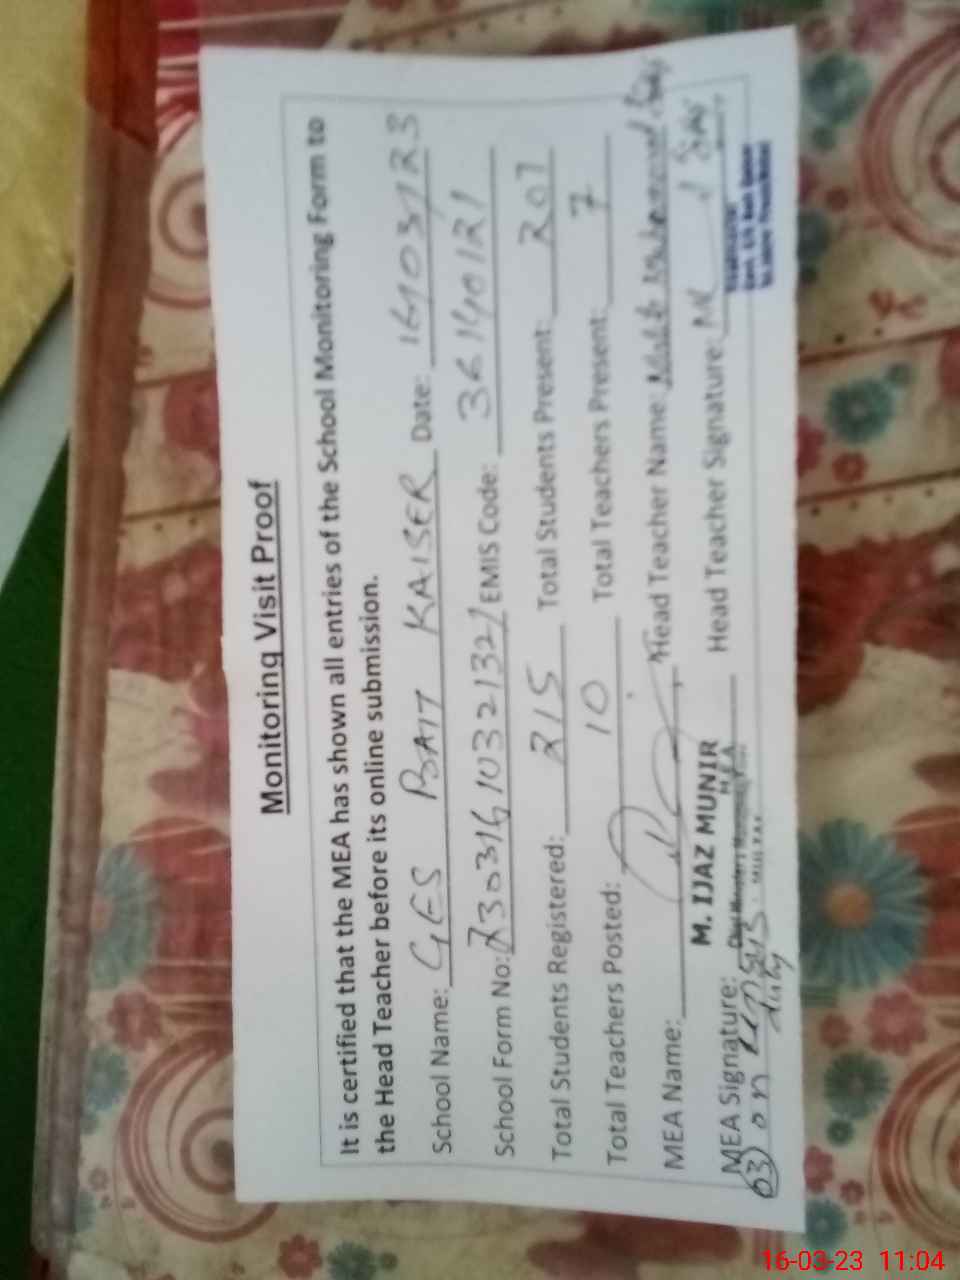 Monitoring Visit Proof
It is certified that the MEA has shown all entries of the School Monitoring Form to
the Head Teacher before its online submission.
School Name: GES BAIT KAISER Date: 16/03/23
School Form No: 230316103213221 EMIS Code: 36140121
Total Students Registered: 215 Total Students Present: 207
Total Teachers Posted: 10 Total Teachers Present: 7
MEA Name: Head Teacher Name:
M. IJAZ MUNIR
M.E.A
MEA Signature: Head Teacher Signature:
03 on
16-03-23 11:04